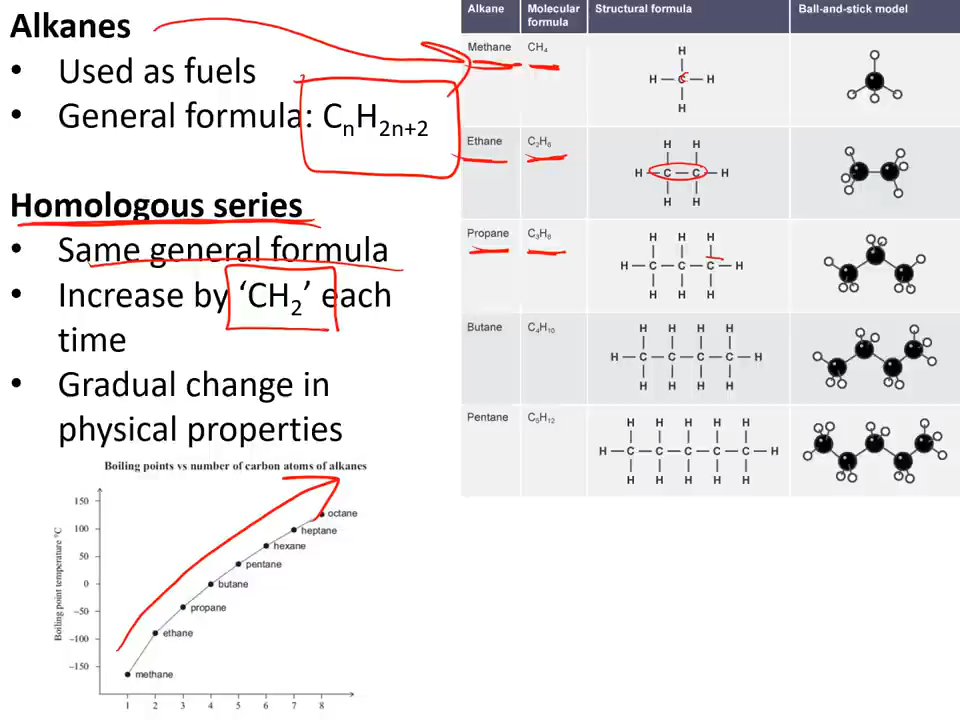 Alkanes
• Used as fuels
• General formula: CₙH₂ₙ₊₂
Homologous series
• Same general formula
• Increase by ‘CH₂’ each
time
• Gradual change in
physical properties
Boiling points vs number of carbon atoms of alkanes
Boiling point temperature °C
150
100
50
0
−50
−100
−150
1 2 3 4 5 6 7 8
methane
ethane
propane
butane
pentane
hexane
heptane
octane
Alkane Molecular formula Structural formula Ball-and-stick model
Methane CH₄
H
H — C — H
H
Ethane C₂H₆
H H
H — C — C — H
H H
Propane C₃H₈
H H H
H — C — C — C — H
H H H
Butane C₄H₁₀
H H H H
H — C — C — C — C — H
H H H H
Pentane C₅H₁₂
H H H H H
H — C — C — C — C — C — H
H H H H H